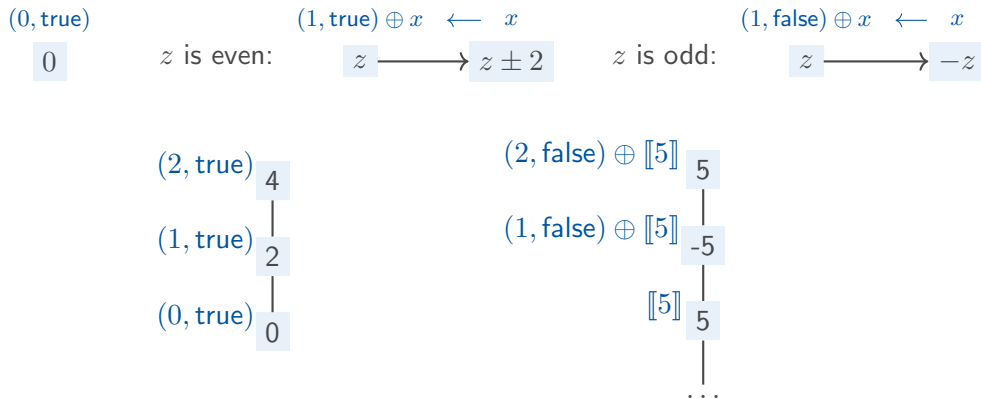 (0, true) (1, true) ⊕ x ⟵ x (1, false) ⊕ x ⟵ x
0 z is even: z z ± 2 z is odd: z −z
(2, true) 4
(1, true) 2
(0, true) 0
(2, false) ⊕ ⟦5⟧ 5
(1, false) ⊕ ⟦5⟧ -5
⟦5⟧ 5
...